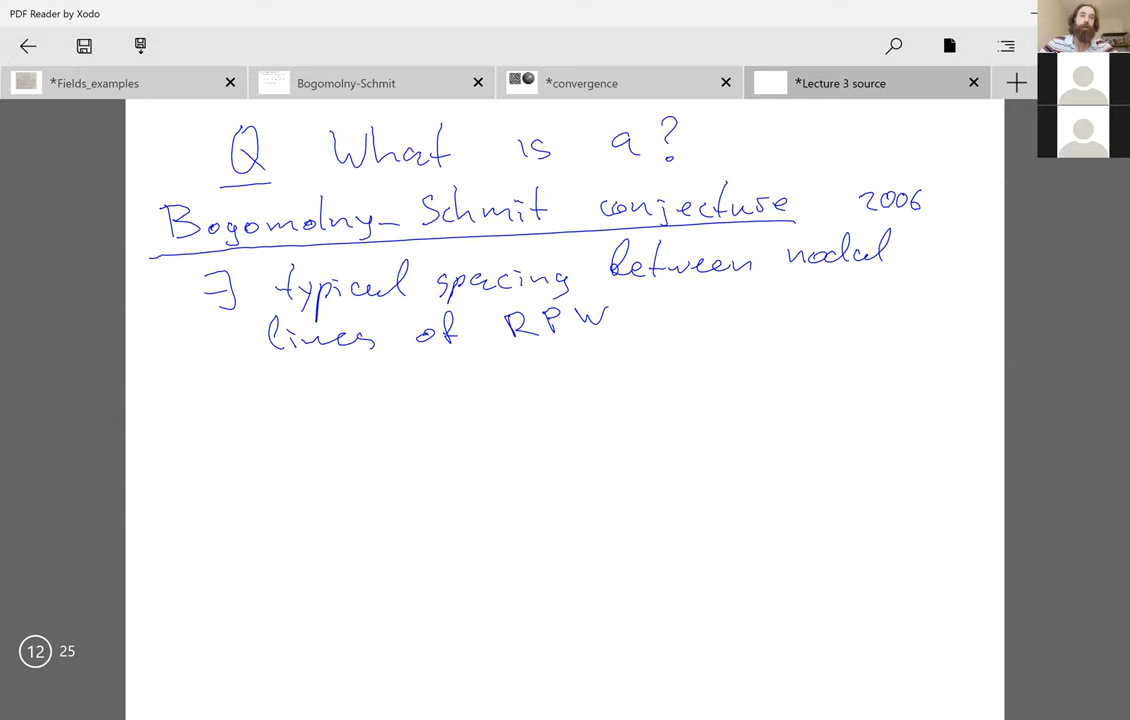 PDF Reader by Xodo
*Fields_examples
Bogomolny-Schmit
*convergence
*Lecture 3 source
Q What is a?
Bogomolny-Schmit conjecture 2006
∃ typical spacing between nodal
lines of RPW
12 25